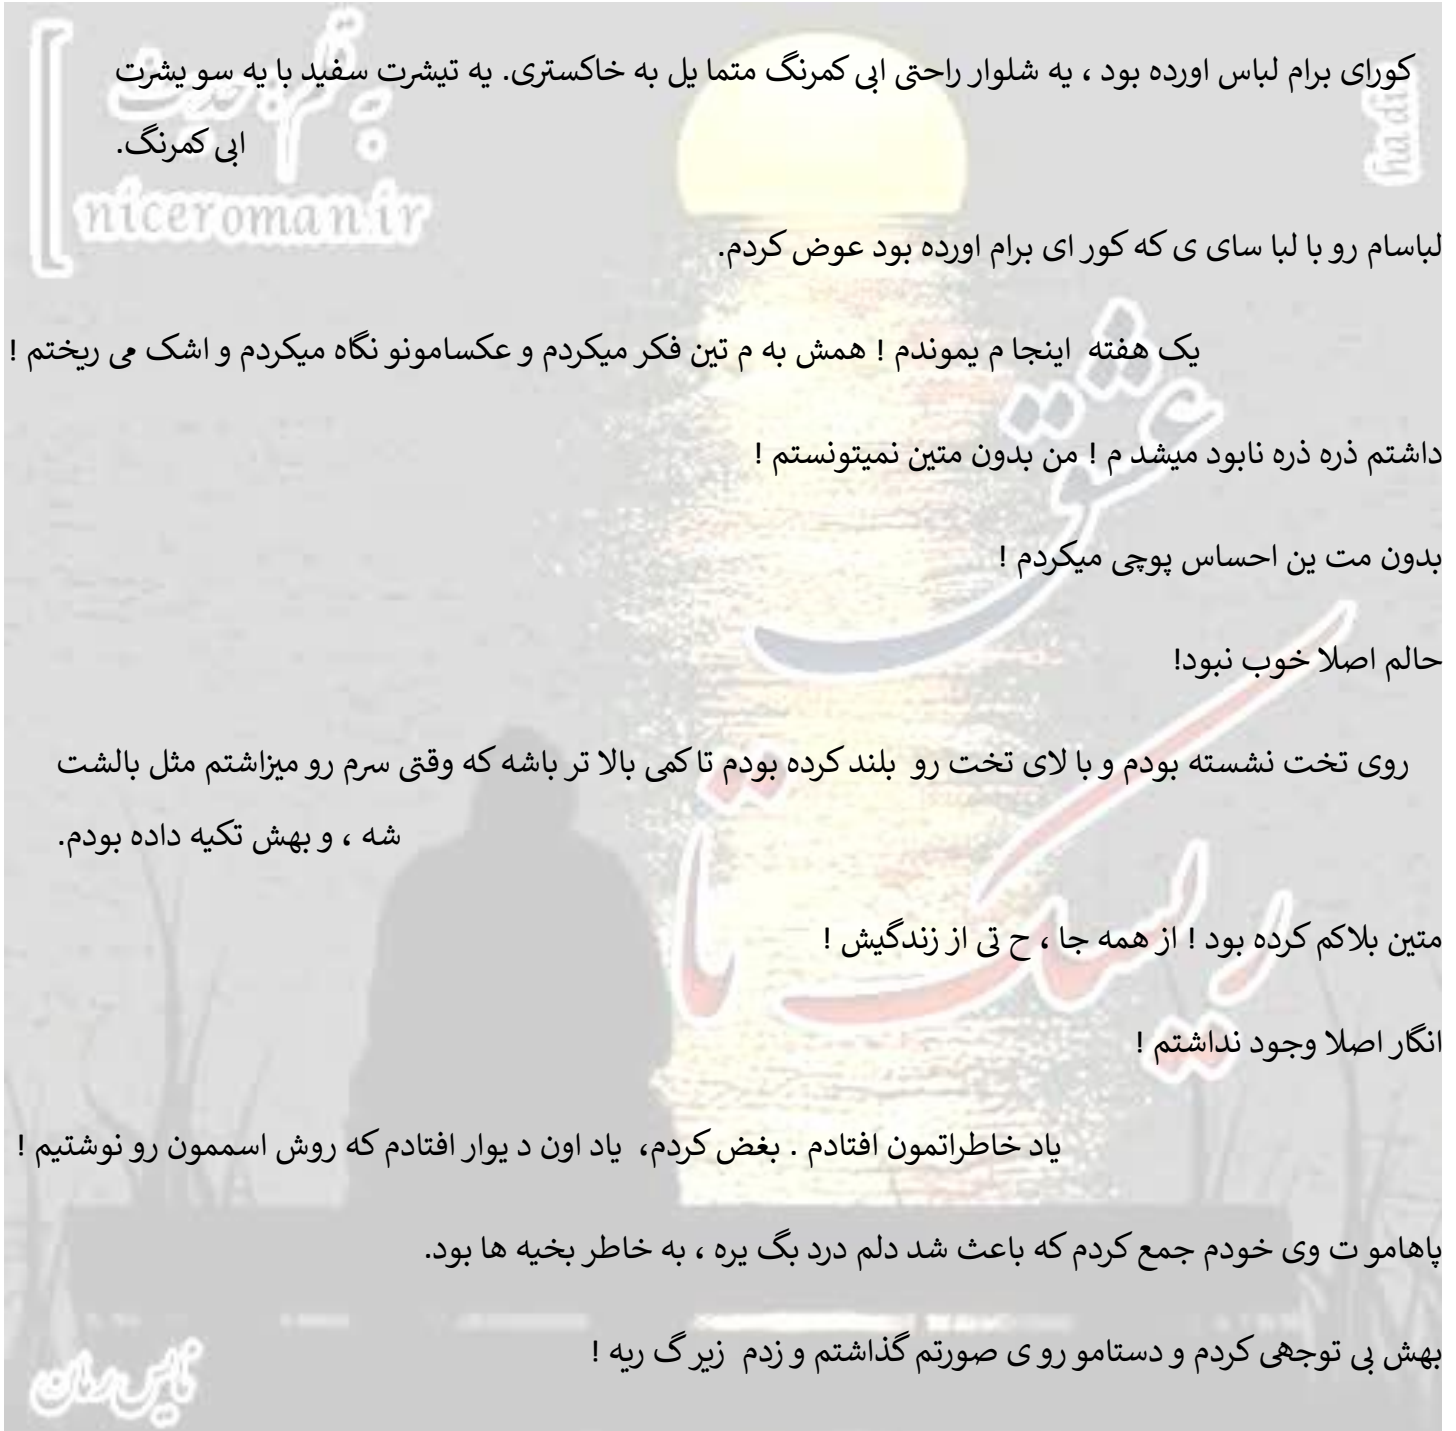 کورای برام لباس اورده بود ، یه شلوار راحتی ابی کمرنگ متما یل به خاکستری. یه تیشرت سفید با یه سو یشرت
ابی کمرنگ.
niceroman.ir
لباسام رو با لبا سای ی که کور ای برام اورده بود عوض کردم.
یک هفته اینجا م یموندم ! همش به م تین فکر میکردم و عکسامونو نگاه میکردم و اشک می ریختم !
عشق
داشتم ذره ذره نابود میشد م ! من بدون متین نمیتونستم !
بدون مت ین احساس پوچی میکردم !
حالم اصلا خوب نبود!
روی تخت نشسته بودم و با لای تخت رو بلند کرده بودم تا کمی بالا تر باشه که وقتی سرم رو میزاشتم مثل بالشت
شه ، و بهش تکیه داده بودم.
ریسک تا
متین بلاکم کرده بود ! از همه جا ، ح تی از زندگیش !
انگار اصلا وجود نداشتم !
یاد خاطراتمون افتادم . بغض کردم، یاد اون د یوار افتادم که روش اسممون رو نوشتیم !
پاهامو ت وی خودم جمع کردم که باعث شد دلم درد بگ یره ، به خاطر بخیه ها بود.
بهش بی توجهی کردم و دستامو رو ی صورتم گذاشتم و زدم زیر گ ریه !
نایس رمان